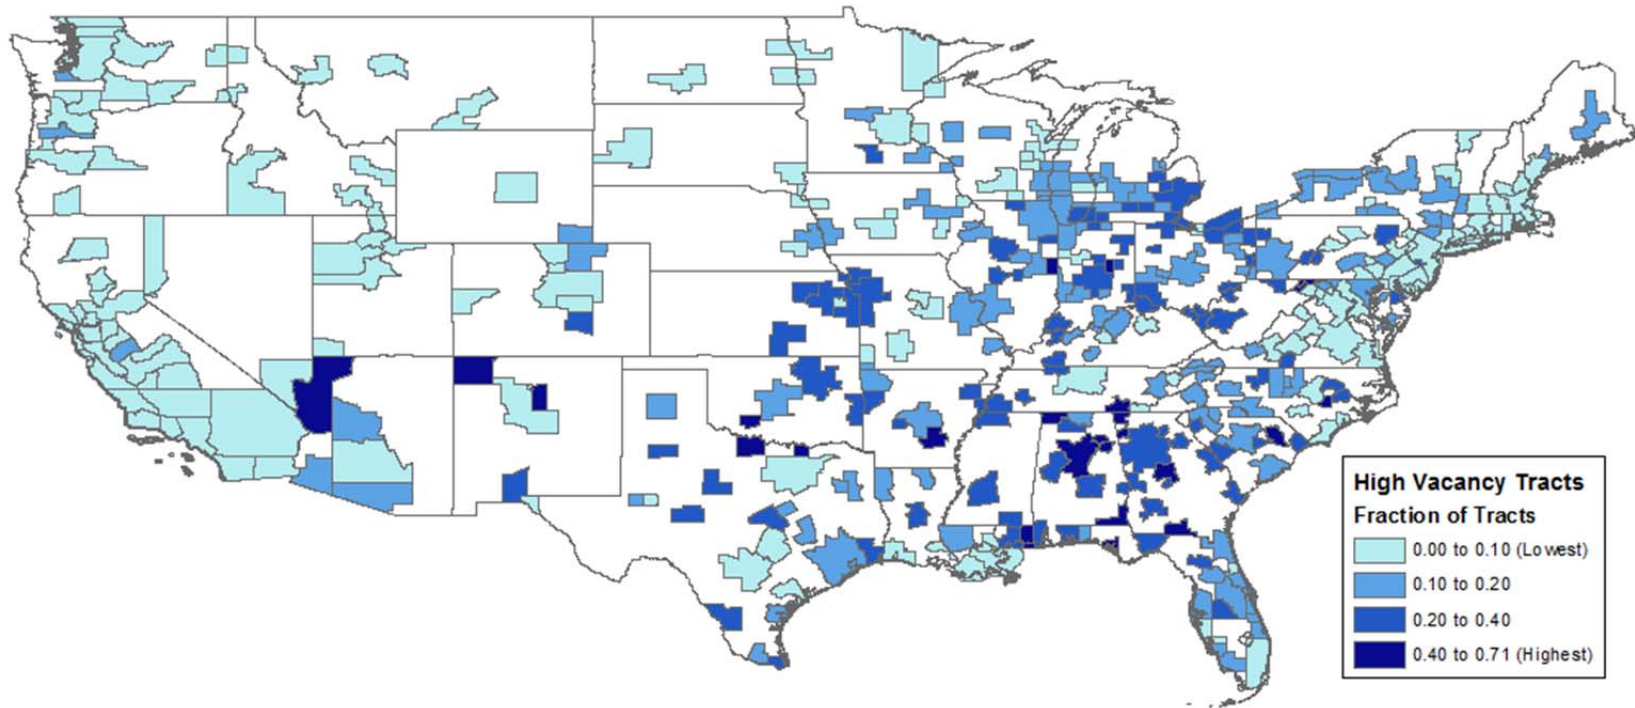 High Vacancy Tracts
Fraction of Tracts
0.00 to 0.10 (Lowest)
0.10 to 0.20
0.20 to 0.40
0.40 to 0.71 (Highest)